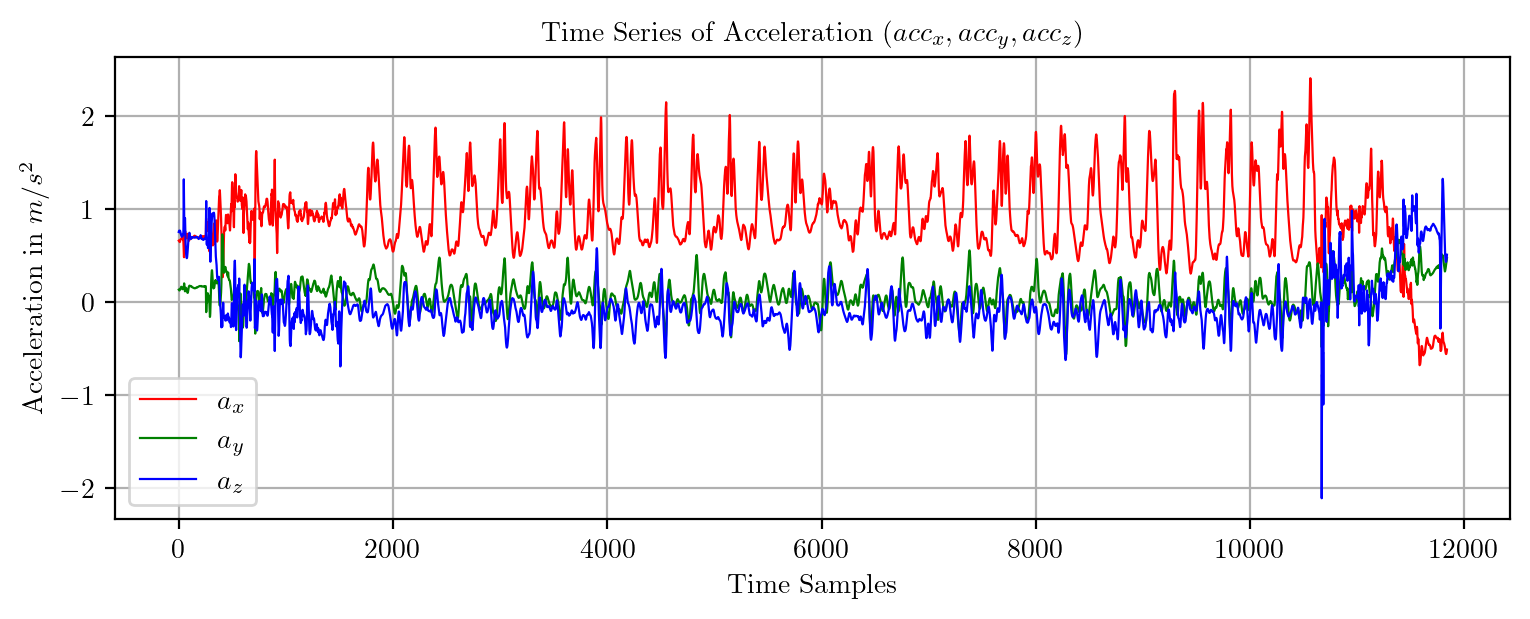 Time Series of Acceleration (acc_x, acc_y, acc_z)
Acceleration in m/s²
2
1
0
−1
−2
a_x
a_y
a_z
0 2000 4000 6000 8000 10000 12000
Time Samples